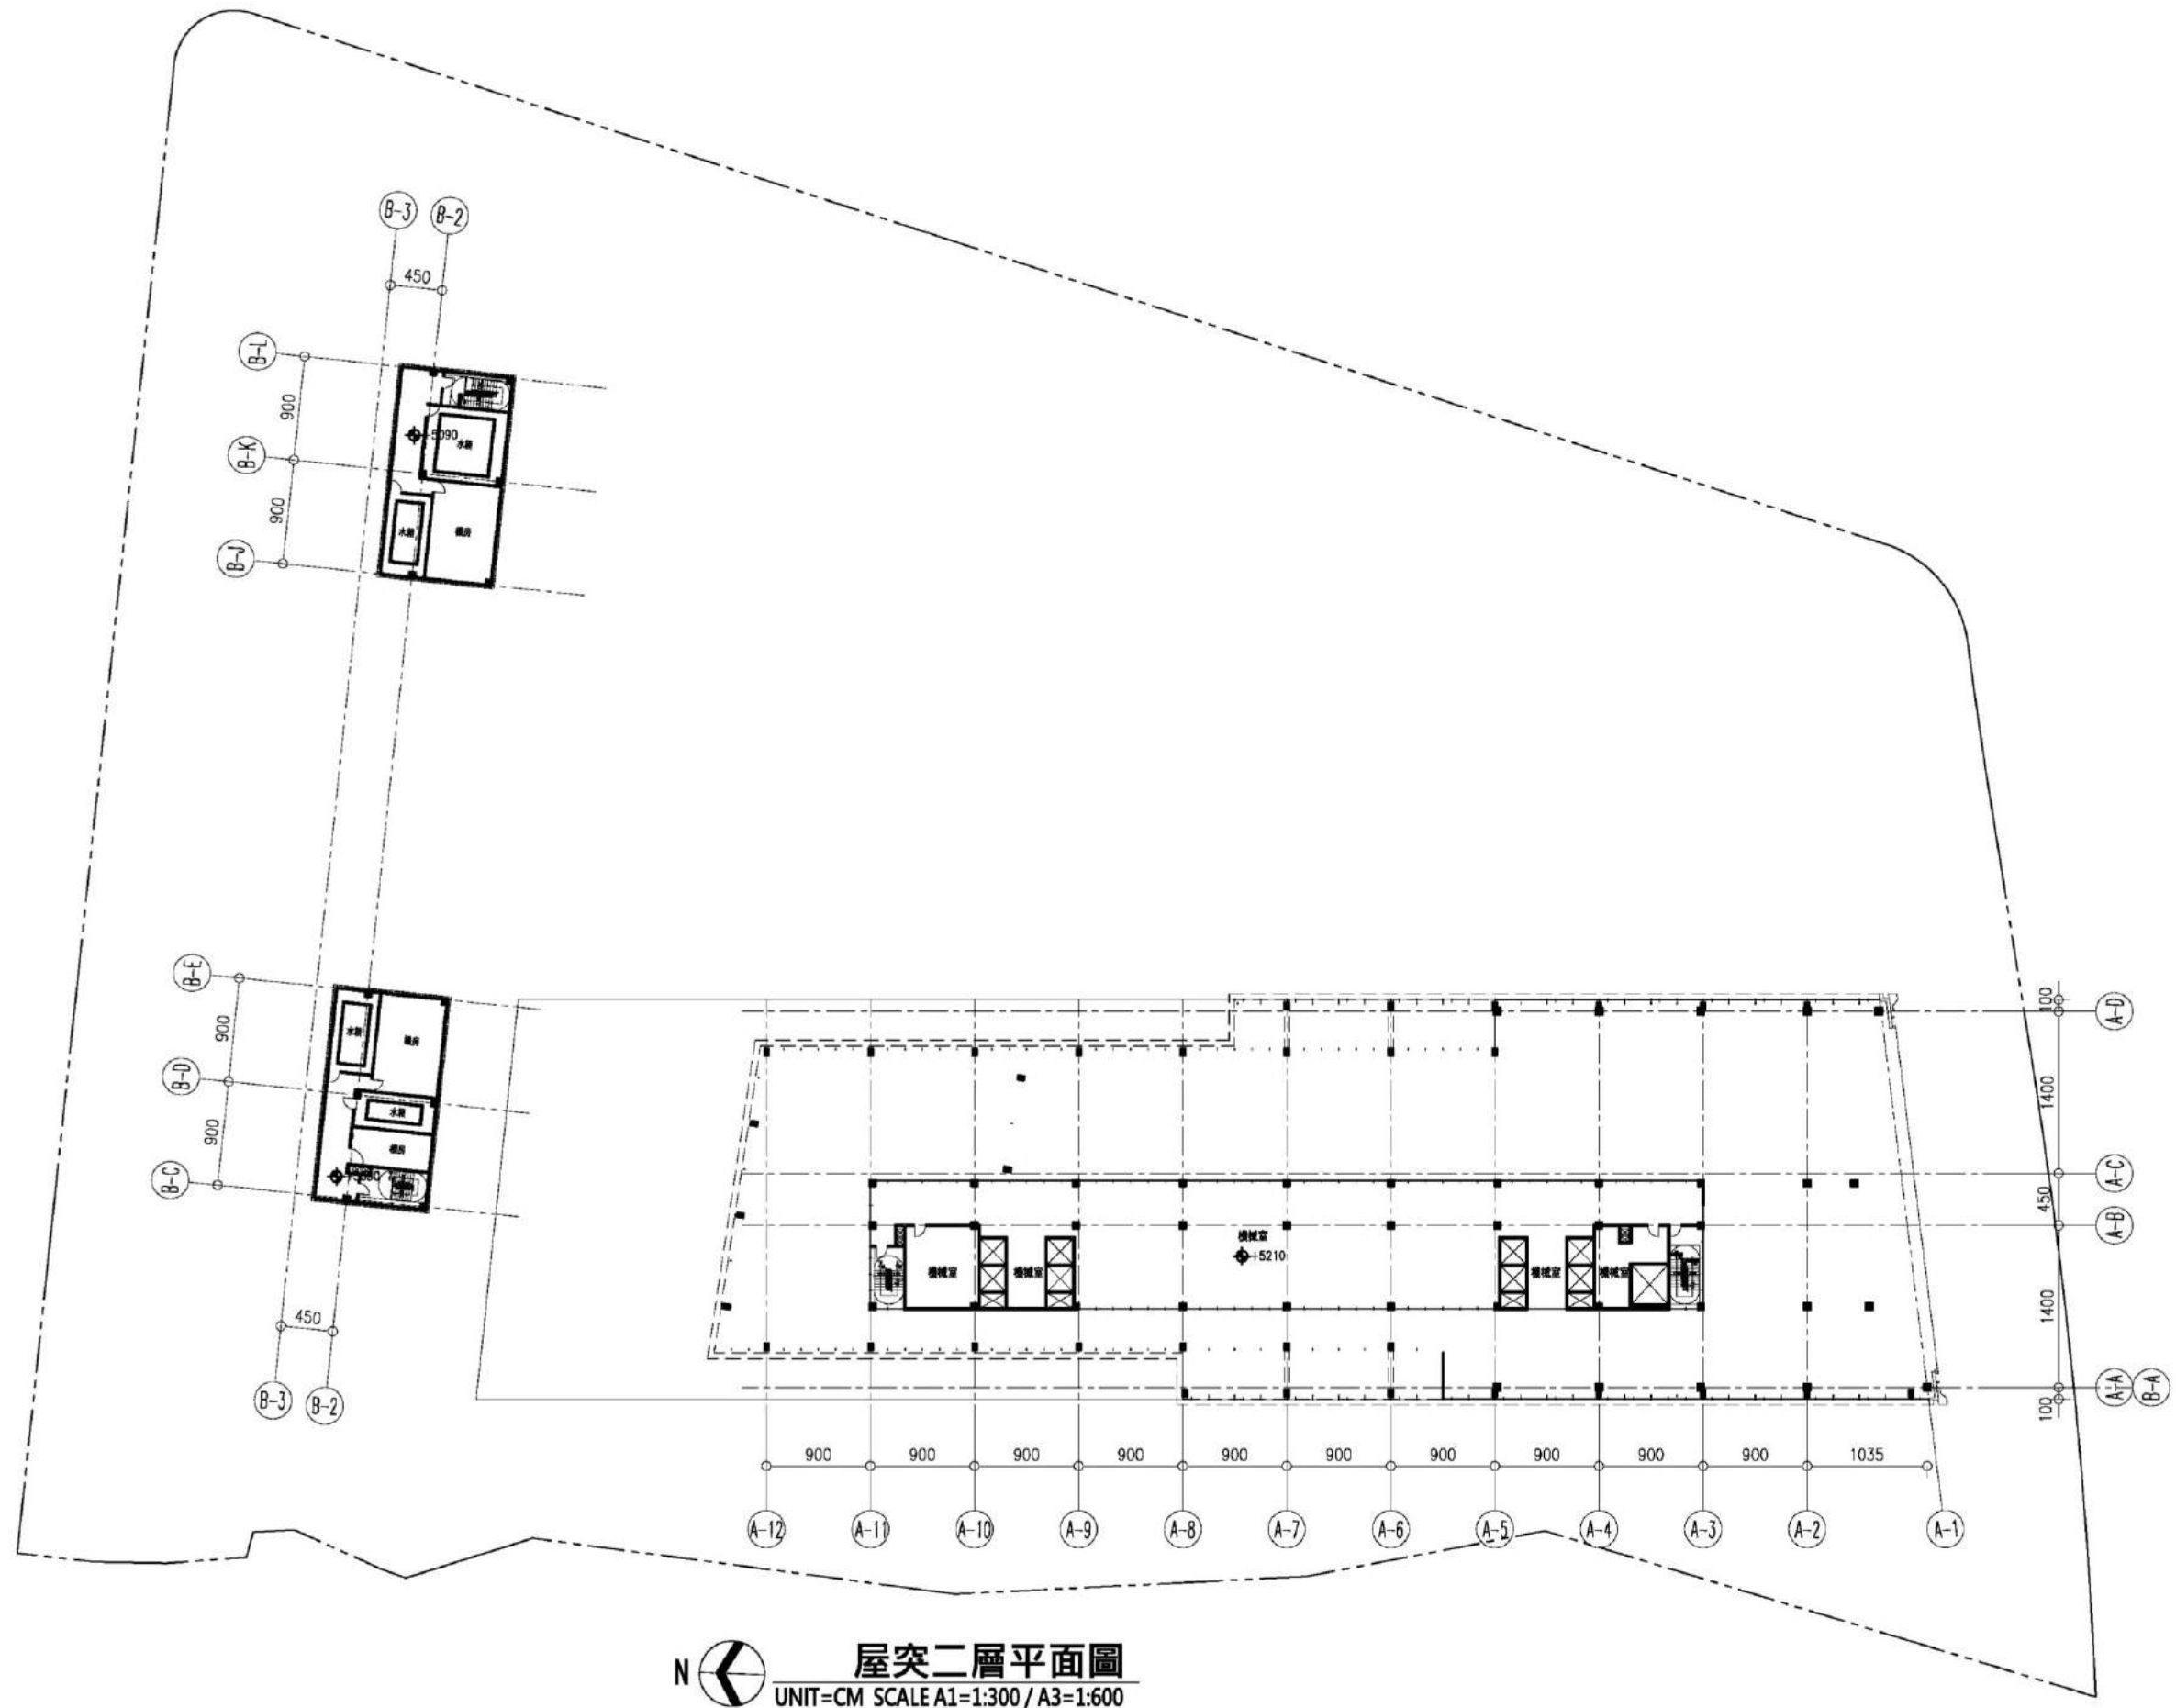 B-3
B-2
450
B-L
900
B-K
900
B-J
+5090
水箱
水箱
機房
B-E
900
B-D
900
B-C
水箱
機房
水箱
機房
450
B-3
B-2
機械室
+5210
機械室
機械室
機械室
機械室
100
A-D
1400
A-C
450
A-B
1400
A-A
B-A
100
900
900
900
900
900
900
900
900
900
900
1035
A-12
A-11
A-10
A-9
A-8
A-7
A-6
A-5
A-4
A-3
A-2
A-1
N
屋突二層平面圖
UNIT=CM SCALE A1=1:300 / A3=1:600